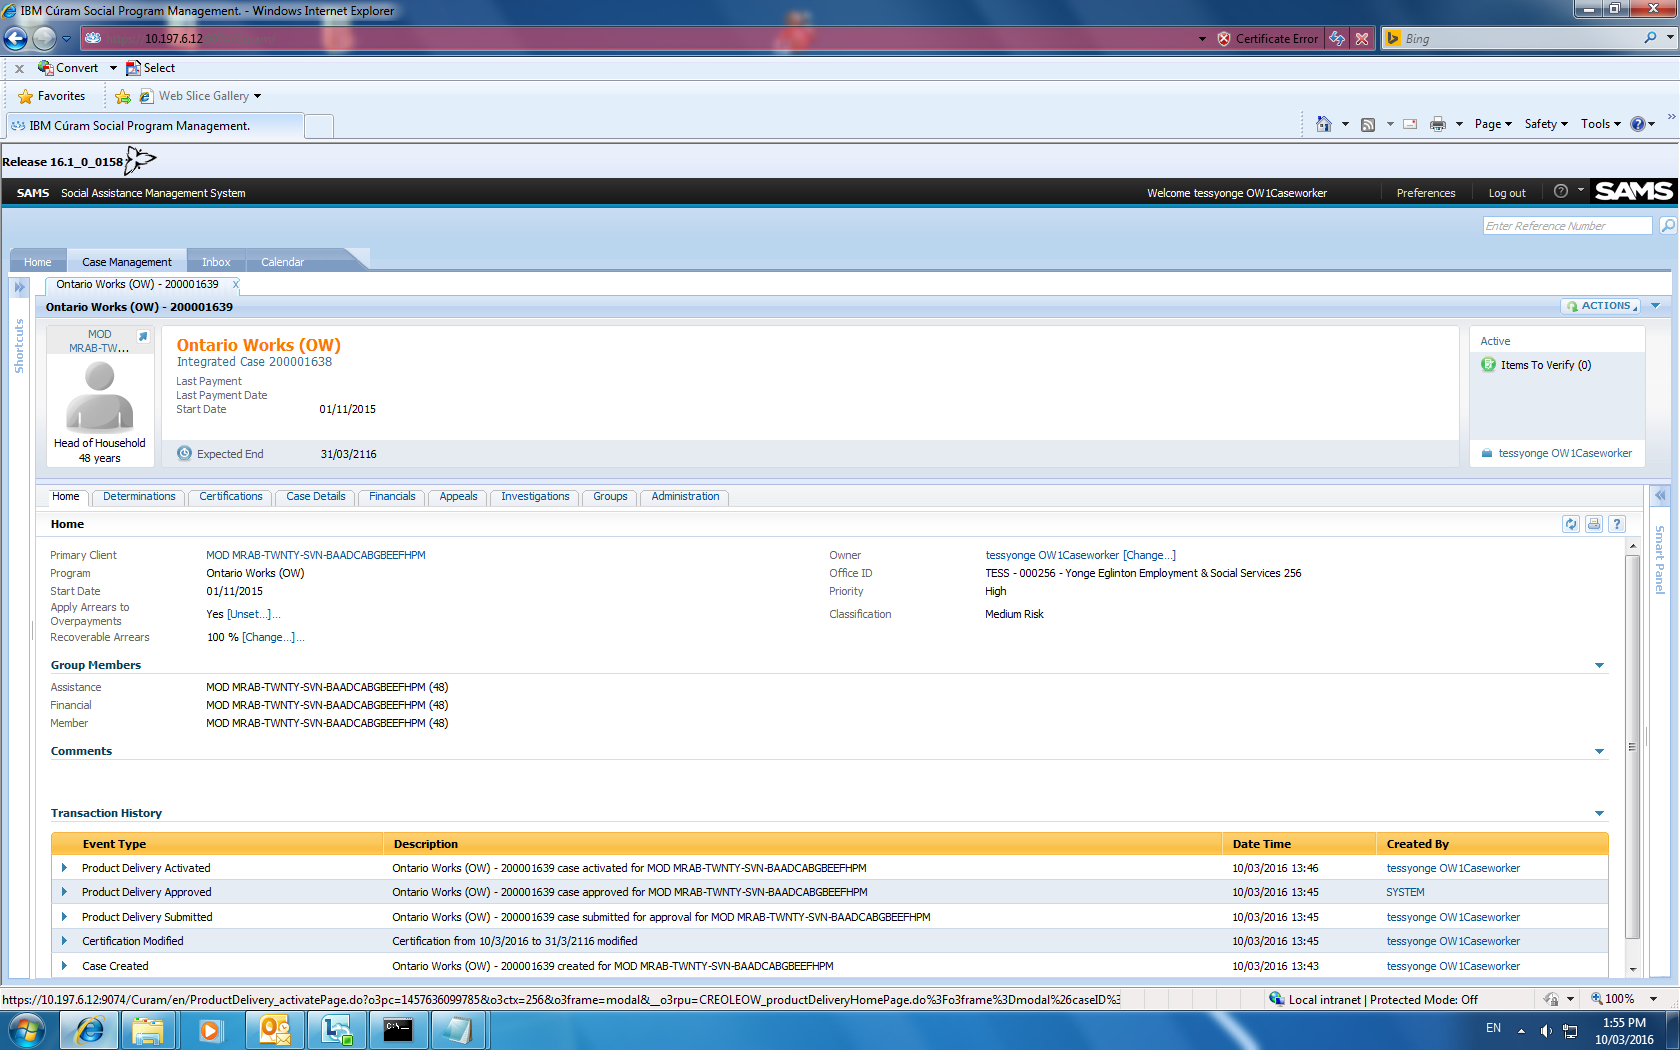 IBM Cúram Social Program Management. - Windows Internet Explorer
10.197.6.12
Certificate Error
Bing
x Convert Select
Favorites Web Slice Gallery
IBM Cúram Social Program Management.
Page Safety Tools
Release 16.1_0_0158
SAMS Social Assistance Management System
Welcome tessyonge OW1Caseworker Preferences Log out SAMS
Enter Reference Number
Home Case Management Inbox Calendar
Ontario Works (OW) - 200001639 x
Ontario Works (OW) - 200001639
ACTIONS
Shortcuts
MOD
MRAB-TW...
Head of Household
48 years
Ontario Works (OW)
Integrated Case 200001638
Last Payment
Last Payment Date
Start Date 01/11/2015
Expected End 31/03/2116
Active
Items To Verify (0)
tessyonge OW1Caseworker
Home Determinations Certifications Case Details Financials Appeals Investigations Groups Administration
Smart Panel
Home
Primary Client MOD MRAB-TWNTY-SVN-BAADCABGBEEFHPM
Owner tessyonge OW1Caseworker [Change...]
Program Ontario Works (OW)
Office ID TESS - 000256 - Yonge Eglinton Employment & Social Services 256
Start Date 01/11/2015
Priority High
Apply Arrears to
Overpayments
Yes [Unset...]...
Classification Medium Risk
Recoverable Arrears 100 % [Change...]...
Group Members
Assistance MOD MRAB-TWNTY-SVN-BAADCABGBEEFHPM (48)
Financial MOD MRAB-TWNTY-SVN-BAADCABGBEEFHPM (48)
Member MOD MRAB-TWNTY-SVN-BAADCABGBEEFHPM (48)
Comments
Transaction History
Event Type Description Date Time Created By
Product Delivery Activated Ontario Works (OW) - 200001639 case activated for MOD MRAB-TWNTY-SVN-BAADCABGBEEFHPM 10/03/2016 13:46 tessyonge OW1Caseworker
Product Delivery Approved Ontario Works (OW) - 200001639 case approved for MOD MRAB-TWNTY-SVN-BAADCABGBEEFHPM 10/03/2016 13:45 SYSTEM
Product Delivery Submitted Ontario Works (OW) - 200001639 case submitted for approval for MOD MRAB-TWNTY-SVN-BAADCABGBEEFHPM 10/03/2016 13:45 tessyonge OW1Caseworker
Certification Modified Certification from 10/3/2016 to 31/3/2116 modified 10/03/2016 13:45 tessyonge OW1Caseworker
Case Created Ontario Works (OW) - 200001639 created for MOD MRAB-TWNTY-SVN-BAADCABGBEEFHPM 10/03/2016 13:43 tessyonge OW1Caseworker
https://10.197.6.12:9074/Curam/en/ProductDelivery_activatePage.do?o3pc=1457636099785&o3ctx=256&o3frame=modal&__o3rpu=CREOLEOW_productDeliveryHomePage.do%3Fo3frame%3Dmodal%26caseID%3
Local intranet | Protected Mode: Off
100%
EN
1:55 PM
10/03/2016